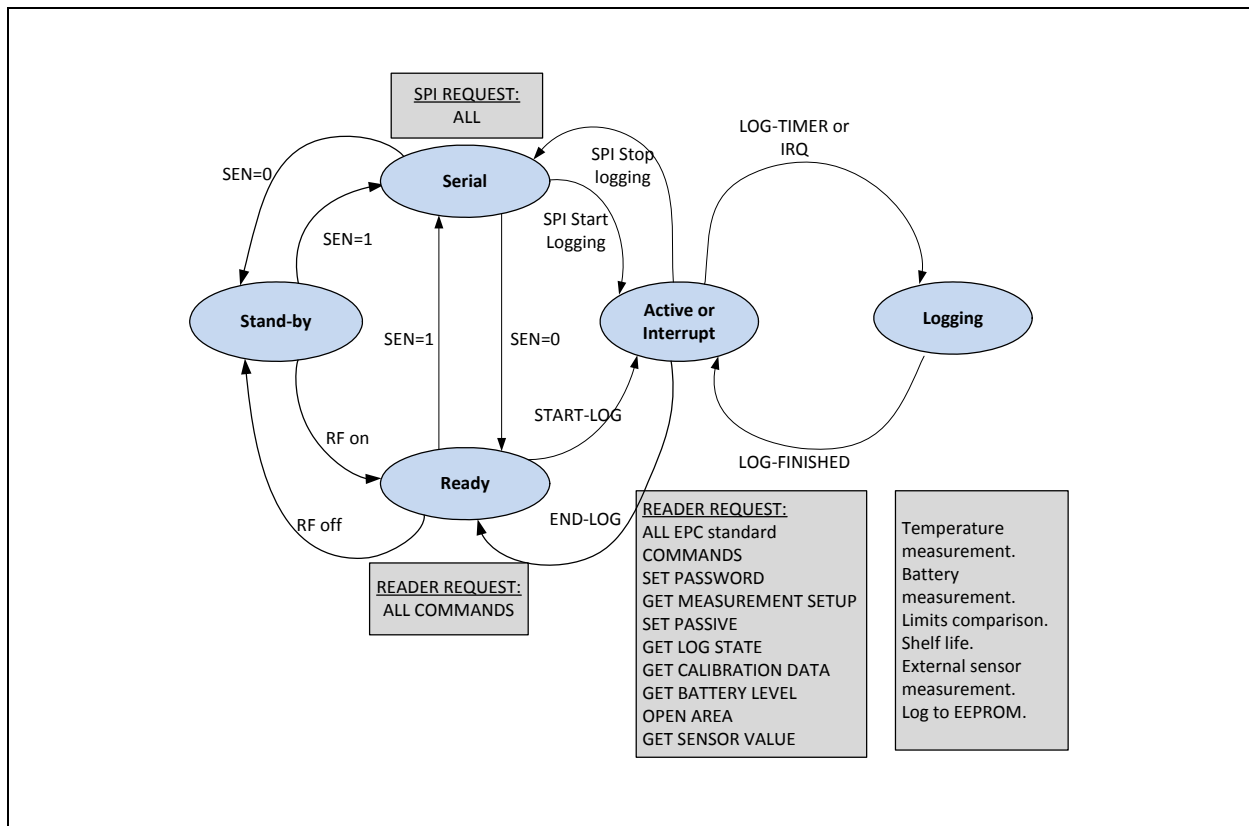 SPI REQUEST:
ALL
LOG-TIMER or
IRQ
SPI Stop
logging
SEN=0
Serial
SPI Start
Logging
SEN=1
Stand-by
Active or
Interrupt
Logging
SEN=1
SEN=0
START-LOG
RF on
LOG-FINISHED
Ready
RF off
END-LOG
READER REQUEST:
ALL COMMANDS
READER REQUEST:
ALL EPC standard
COMMANDS
SET PASSWORD
GET MEASUREMENT SETUP
SET PASSIVE
GET LOG STATE
GET CALIBRATION DATA
GET BATTERY LEVEL
OPEN AREA
GET SENSOR VALUE
Temperature
measurement.
Battery
measurement.
Limits comparison.
Shelf life.
External sensor
measurement.
Log to EEPROM.